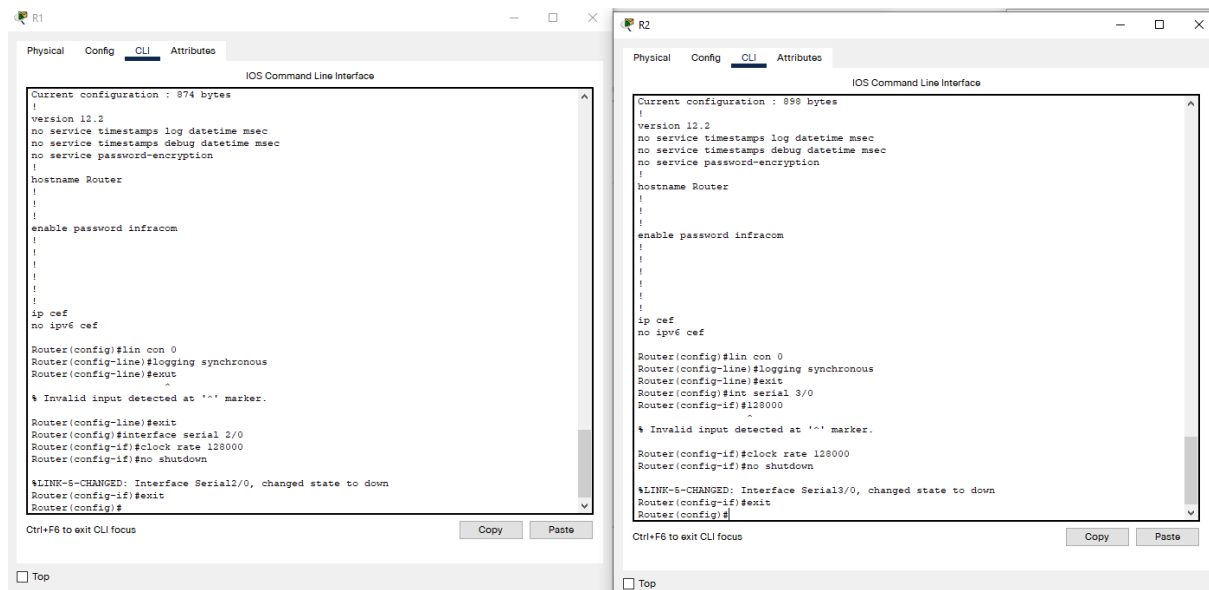 R1
Physical Config CLI Attributes
IOS Command Line Interface
Current configuration : 874 bytes
!
version 12.2
no service timestamps log datetime msec
no service timestamps debug datetime msec
no service password-encryption
!
hostname Router
!
!
!
enable password infracom
!
!
!
!
!
!
ip cef
no ipv6 cef
Router(config)#lin con 0
Router(config-line)#logging synchronous
Router(config-line)#exut
^
% Invalid input detected at '^' marker.
Router(config-line)#exit
Router(config)#interface serial 2/0
Router(config-if)#clock rate 128000
Router(config-if)#no shutdown
%LINK-5-CHANGED: Interface Serial2/0, changed state to down
Router(config-if)#exit
Router(config)#
Ctrl+F6 to exit CLI focus
Copy
Paste
Top
R2
Physical Config CLI Attributes
IOS Command Line Interface
Current configuration : 898 bytes
!
version 12.2
no service timestamps log datetime msec
no service timestamps debug datetime msec
no service password-encryption
!
hostname Router
!
!
!
enable password infracom
!
!
!
!
!
!
ip cef
no ipv6 cef
Router(config)#lin con 0
Router(config-line)#logging synchronous
Router(config-line)#exit
Router(config)#int serial 3/0
Router(config-if)#128000
^
% Invalid input detected at '^' marker.
Router(config-if)#clock rate 128000
Router(config-if)#no shutdown
%LINK-5-CHANGED: Interface Serial3/0, changed state to down
Router(config-if)#exit
Router(config)#
Ctrl+F6 to exit CLI focus
Copy
Paste
Top